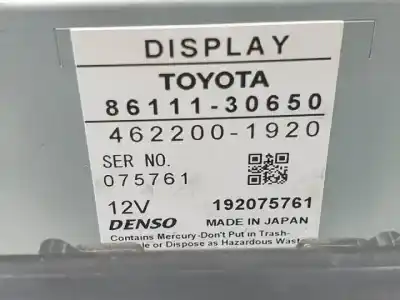 DISPLAY
TOYOTA
86111-30650
462200-1920
SER NO.
075761
12V 192075761
DENSO MADE IN JAPAN
Contains Mercury-Don't Put in Trash-
or Dispose as Hazardous